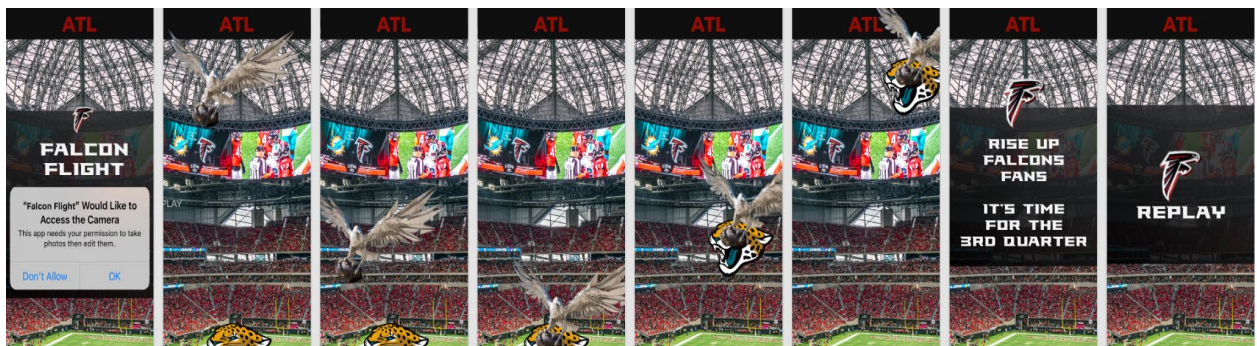 ATL
FALCON
FLIGHT
“Falcon Flight” Would Like to
Access the Camera
This app needs your permission to take
photos then edit them.
Don't Allow
OK
ATL
ATL
PLAY
ATL
ATL
ATL
ATL
RISE UP
FALCONS
FANS
IT'S TIME
FOR THE
3RD QUARTER
ATL
REPLAY